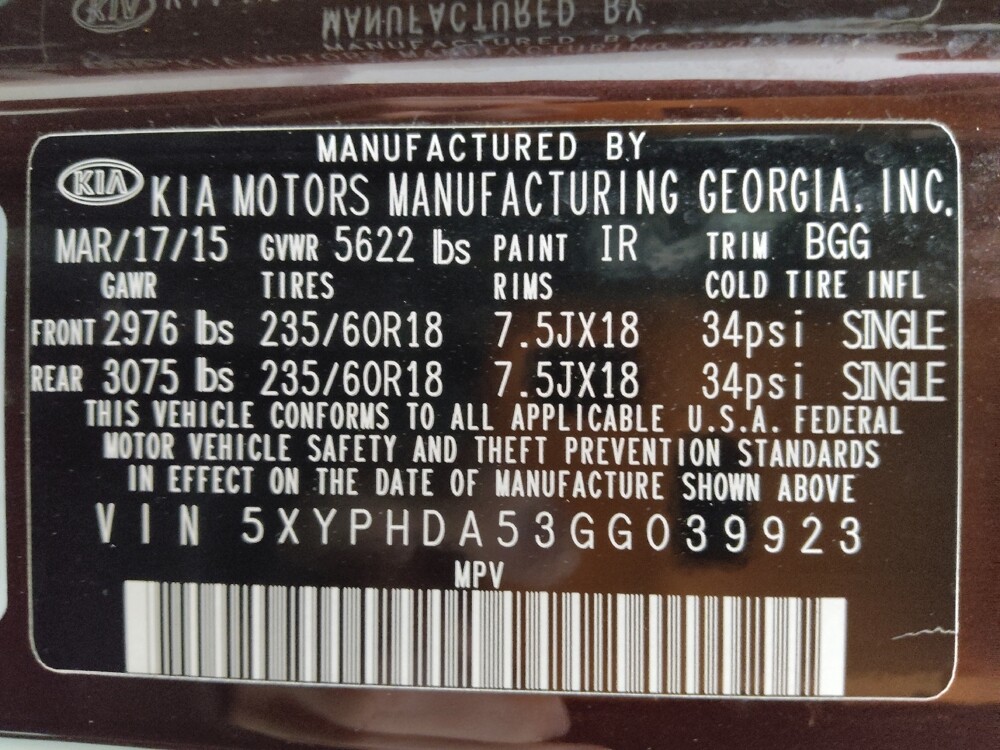 MANUFACTURED BY
KIA KIA MOTORS MANUFACTURING GEORGIA, INC.
MAR/17/15 GVWR 5622 lbs PAINT IR TRIM BGG
GAWR TIRES RIMS COLD TIRE INFL
FRONT 2976 lbs 235/60R18 7.5JX18 34psi SINGLE
REAR 3075 lbs 235/60R18 7.5JX18 34psi SINGLE
THIS VEHICLE CONFORMS TO ALL APPLICABLE U.S.A. FEDERAL
MOTOR VEHICLE SAFETY AND THEFT PREVENTION STANDARDS
IN EFFECT ON THE DATE OF MANUFACTURE SHOWN ABOVE
VIN 5XYPHDA53GG039923
MPV